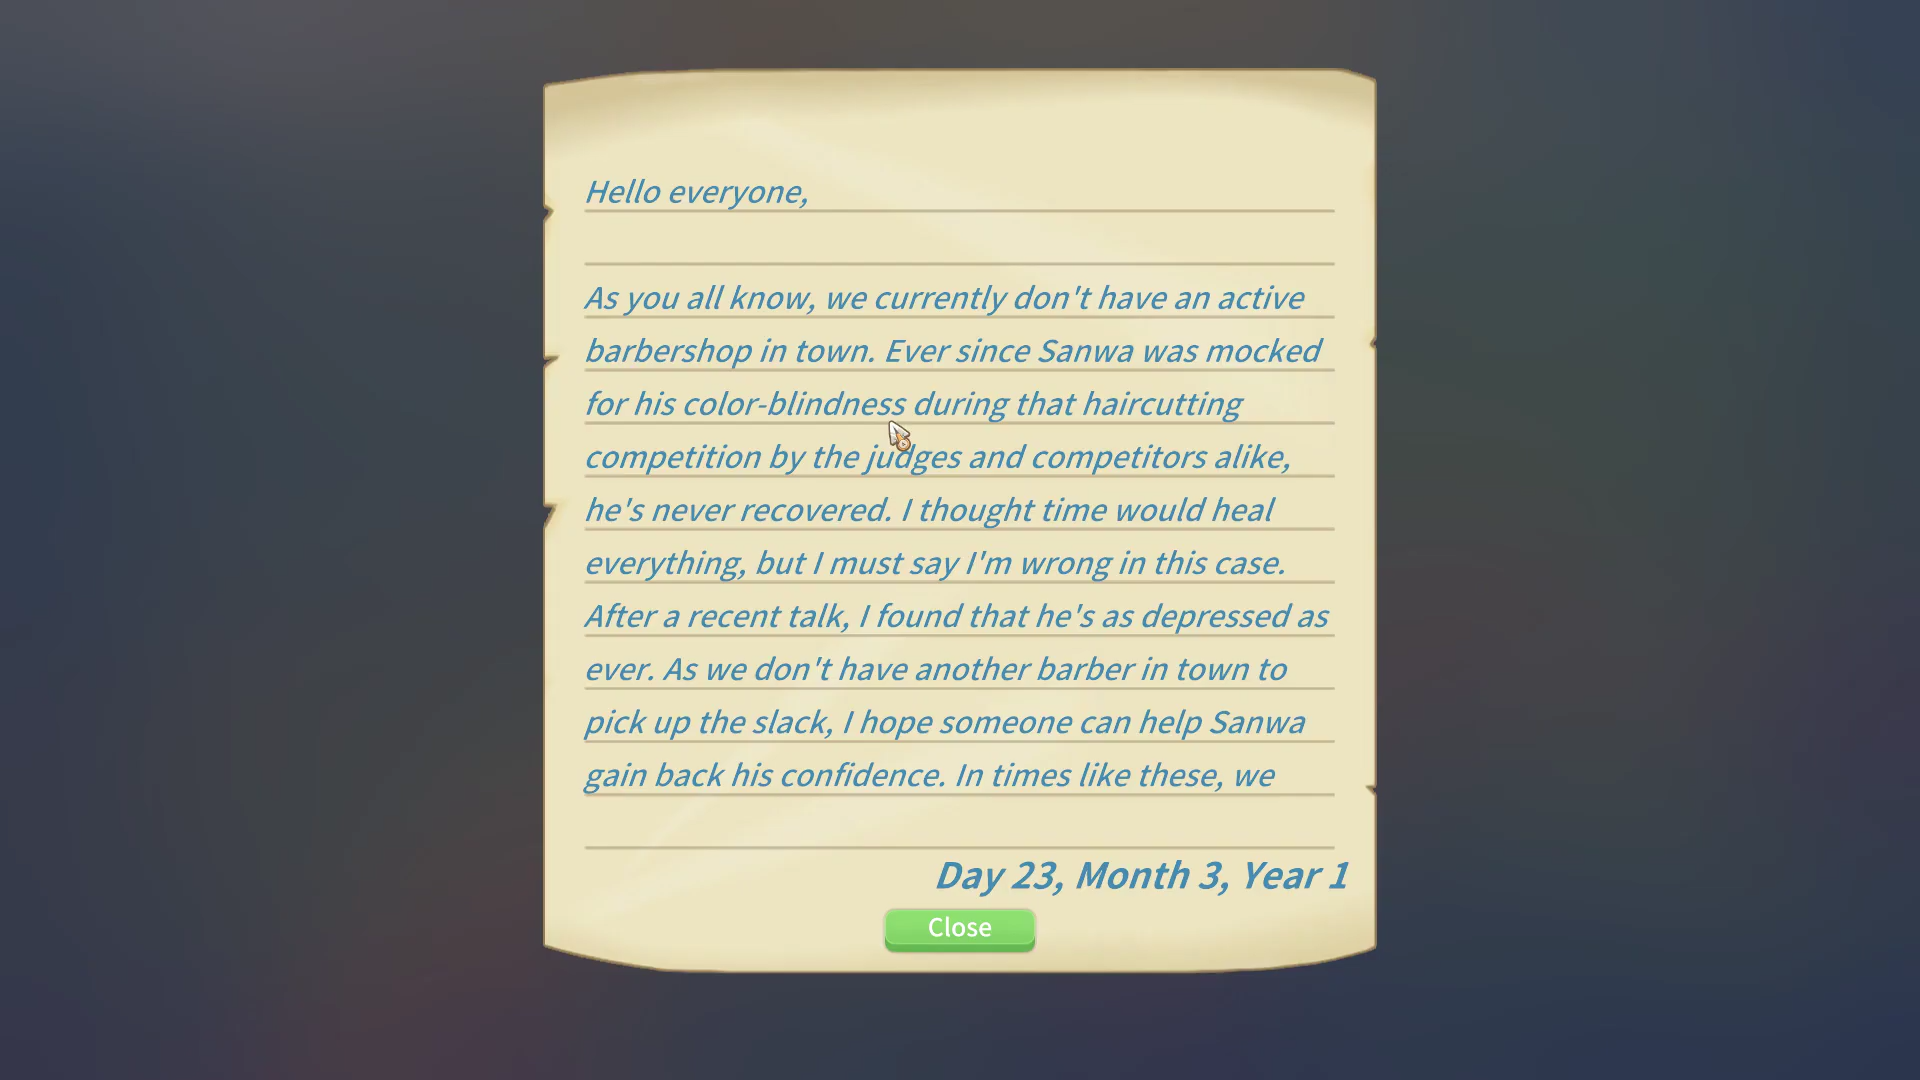 Hello everyone,
As you all know, we currently don't have an active
barbershop in town. Ever since Sanwa was mocked
for his color-blindness during that haircutting
competition by the judges and competitors alike,
he's never recovered. I thought time would heal
everything, but I must say I'm wrong in this case.
After a recent talk, I found that he's as depressed as
ever. As we don't have another barber in town to
pick up the slack, I hope someone can help Sanwa
gain back his confidence. In times like these, we
Day 23, Month 3, Year 1
Close